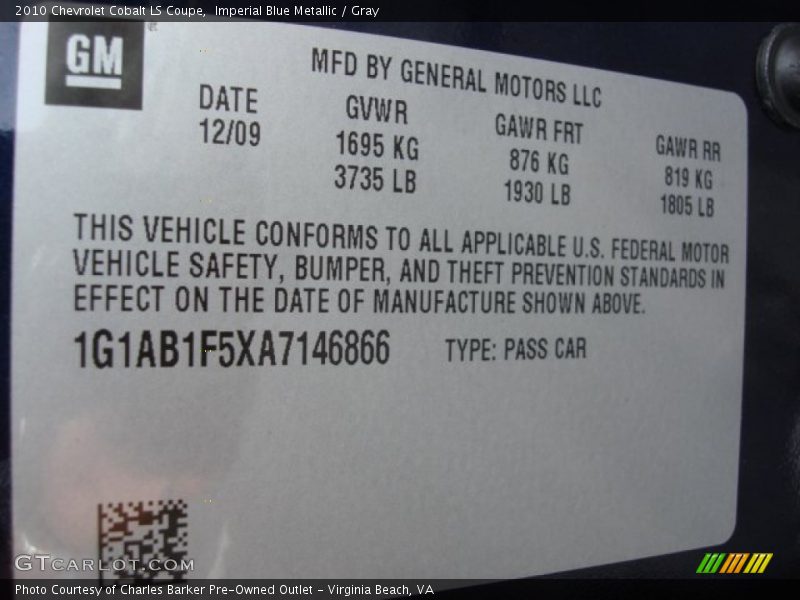 2010 Chevrolet Cobalt LS Coupe,  Imperial Blue Metallic / Gray
GM
MFD BY GENERAL MOTORS LLC
DATE GVWR GAWR FRT GAWR RR
12/09 1695 KG 876 KG 819 KG
3735 LB 1930 LB 1805 LB
THIS VEHICLE CONFORMS TO ALL APPLICABLE U.S. FEDERAL MOTOR
VEHICLE SAFETY, BUMPER, AND THEFT PREVENTION STANDARDS IN
EFFECT ON THE DATE OF MANUFACTURE SHOWN ABOVE.
1G1AB1F5XA7146866 TYPE: PASS CAR
GTCARLOT.COM
Photo Courtesy of Charles Barker Pre-Owned Outlet - Virginia Beach, VA